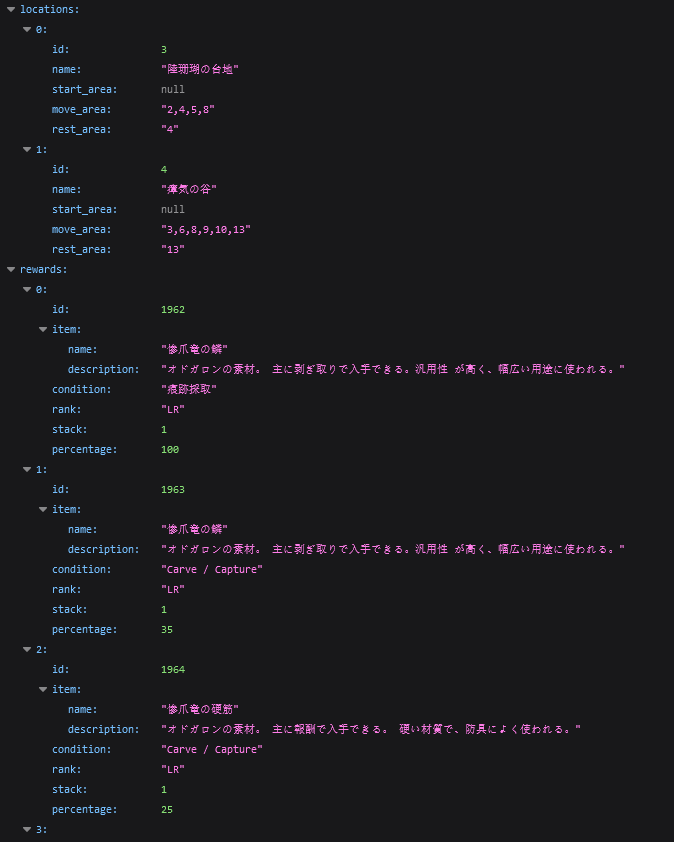 locations:
0:
id: 3
name: "陸珊瑚の台地"
start_area: null
move_area: "2,4,5,8"
rest_area: "4"
1:
id: 4
name: "瘴気の谷"
start_area: null
move_area: "3,6,8,9,10,13"
rest_area: "13"
rewards:
0:
id: 1962
item:
name: "惨爪竜の鱗"
description: "オドガロンの素材。 主に剥ぎ取りで入手できる。汎用性 が高く、幅広い用途に使われる。"
condition: "痕跡採取"
rank: "LR"
stack: 1
percentage: 100
1:
id: 1963
item:
name: "惨爪竜の鱗"
description: "オドガロンの素材。 主に剥ぎ取りで入手できる。汎用性 が高く、幅広い用途に使われる。"
condition: "Carve / Capture"
rank: "LR"
stack: 1
percentage: 35
2:
id: 1964
item:
name: "惨爪竜の硬筋"
description: "オドガロンの素材。 主に報酬で入手できる。 硬い材質で、防具によく使われる。"
condition: "Carve / Capture"
rank: "LR"
stack: 1
percentage: 25
3: